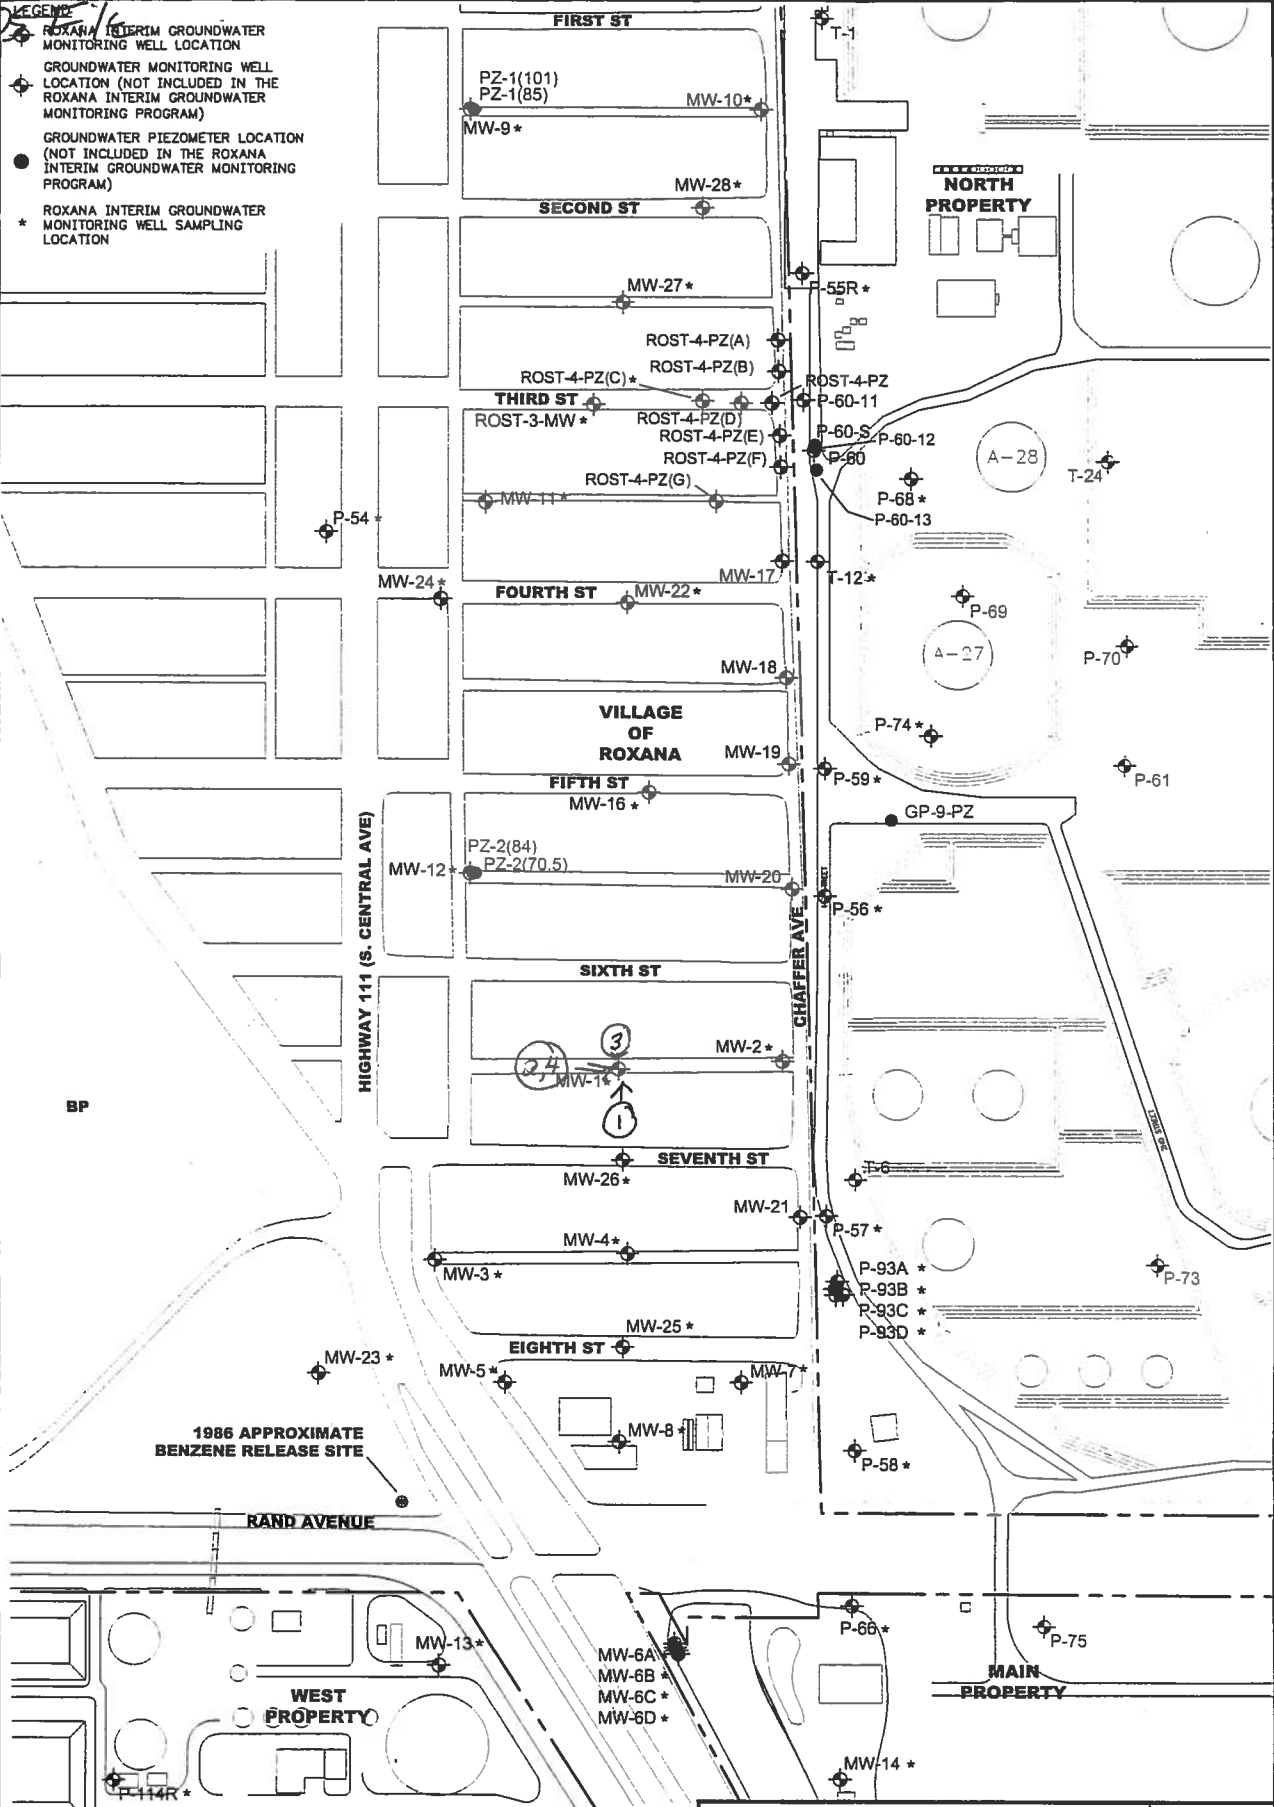 LEGEND
ROXANA INTERIM GROUNDWATER
MONITORING WELL LOCATION
GROUNDWATER MONITORING WELL
LOCATION (NOT INCLUDED IN THE
ROXANA INTERIM GROUNDWATER
MONITORING PROGRAM)
GROUNDWATER PIEZOMETER LOCATION
(NOT INCLUDED IN THE ROXANA
INTERIM GROUNDWATER MONITORING
PROGRAM)
* ROXANA INTERIM GROUNDWATER
MONITORING WELL SAMPLING
LOCATION
FIRST ST
T-1
PZ-1(101)
PZ-1(85)
MW-10*
MW-9*
NORTH
PROPERTY
MW-28*
SECOND ST
MW-27*
P-55R*
ROST-4-PZ(A)
ROST-4-PZ(B)
ROST-4-PZ(C)*
ROST-4-PZ
THIRD ST
P-60-11
ROST-3-MW*
ROST-4-PZ(D)
ROST-4-PZ(E)
P-60-S
P-60-12
P-60
ROST-4-PZ(F)
A-28
T-24
ROST-4-PZ(G)
P-68*
MW-11*
P-60-13
P-54*
MW-17
T-12*
MW-24*
FOURTH ST
MW-22*
P-69
A-27
P-70
MW-18
VILLAGE
OF
ROXANA
P-74*
MW-19
P-59*
P-61
FIFTH ST
MW-16*
GP-9-PZ
HIGHWAY 111 (S. CENTRAL AVE)
PZ-2(84)
PZ-2(70.5)
MW-12*
MW-20
P-56*
CHAFFER AVE
SIXTH ST
3
2,4
MW-1*
MW-2*
1
BP
2ND STREET
SEVENTH ST
MW-26*
T-6
MW-21
P-57*
MW-4*
MW-3*
P-93A *
P-93B *
P-93C *
P-93D *
P-73
MW-25*
EIGHTH ST
MW-23*
MW-5*
MW-7*
1986 APPROXIMATE
BENZENE RELEASE SITE
MW-8*
P-58*
RAND AVENUE
P-66*
P-75
MW-13*
MW-6A*
MW-6B *
MW-6C *
MW-6D *
MAIN
PROPERTY
WEST
PROPERTY
P-114R*
MW-14 *